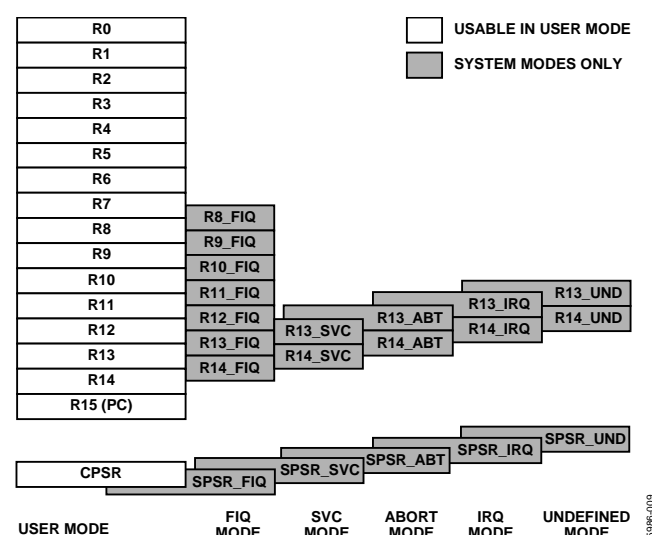 R0
R1
R2
R3
R4
R5
R6
R7
R8
R9
R10
R11
R12
R13
R14
R15 (PC)
USABLE IN USER MODE
SYSTEM MODES ONLY
R8_FIQ
R9_FIQ
R10_FIQ
R11_FIQ
R12_FIQ
R13_FIQ
R14_FIQ
R13_SVC
R14_SVC
R13_ABT
R14_ABT
R13_IRQ
R14_IRQ
R13_UND
R14_UND
CPSR
SPSR_FIQ
SPSR_SVC
SPSR_ABT
SPSR_IRQ
SPSR_UND
USER MODE
FIQ
MODE
SVC
MODE
ABORT
MODE
IRQ
MODE
UNDEFINED
MODE